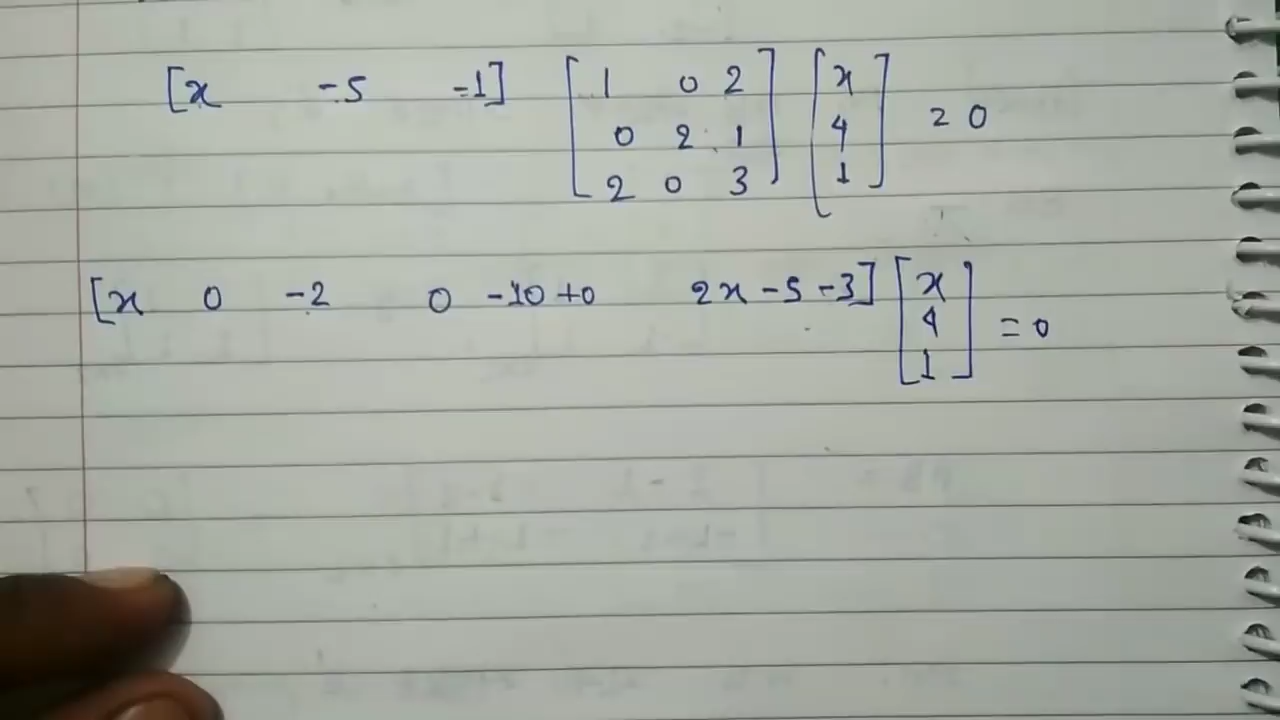 [x -5 -1] [1 0 2 [x
0 2 1 4 = 0
2 0 3] 1]
[x 0 -2 0 -10+0 2x-5-3] [x
4 = 0
1]